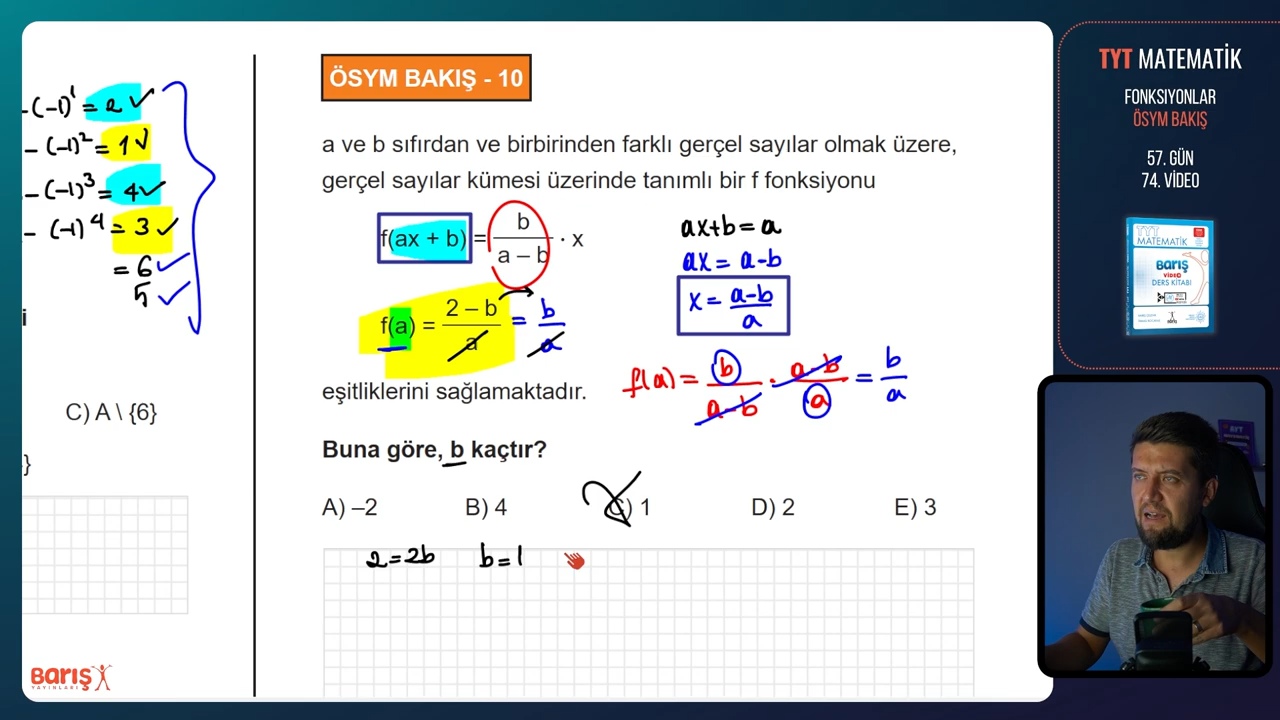 -(-1)¹ = 2 ✓
-(-1)² = 1 ✓
-(-1)³ = 4 ✓
-(-1)⁴ = 3 ✓
= 6 ✓
5 ✓
C) A \ {6}
BARIŞ
YAYINLARI
ÖSYM BAKIŞ - 10
a ve b sıfırdan ve birbirinden farklı gerçel sayılar olmak üzere,
gerçel sayılar kümesi üzerinde tanımlı bir f fonksiyonu
f(ax + b) = b / (a – b) · x
f(a) = (2 – b) / a = b / a
eşitliklerini sağlamaktadır.
ax+b = a
ax = a-b
x = (a-b) / a
f(a) = b / (a-b) · (a-b) / a = b / a
Buna göre, b kaçtır?
A) –2 B) 4 C) 1 D) 2 E) 3
2 = 2b b = 1
TYT MATEMATİK
FONKSIYONLAR
ÖSYM BAKIŞ
57. GÜN
74. VİDEO
TYT
MATEMATİK
BARIŞ
VİDEO
DERS KİTABI